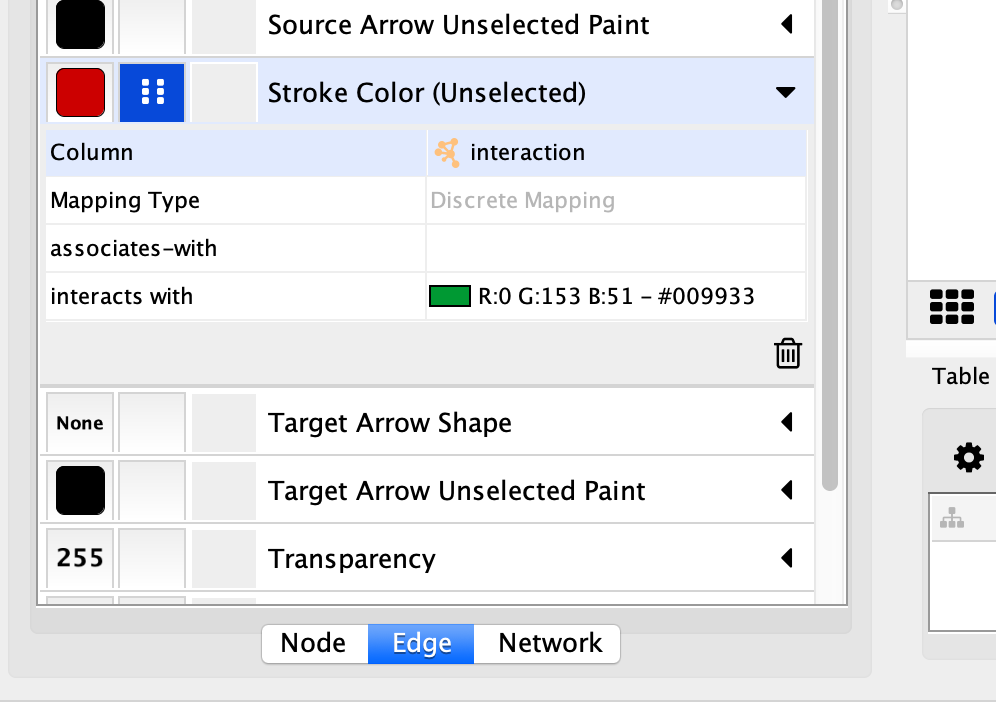 Source Arrow Unselected Paint
Stroke Color (Unselected)
Column interaction
Mapping Type Discrete Mapping
associates-with
interacts with R:0 G:153 B:51 - #009933
None Target Arrow Shape
Target Arrow Unselected Paint
255 Transparency
Node Edge Network
Table